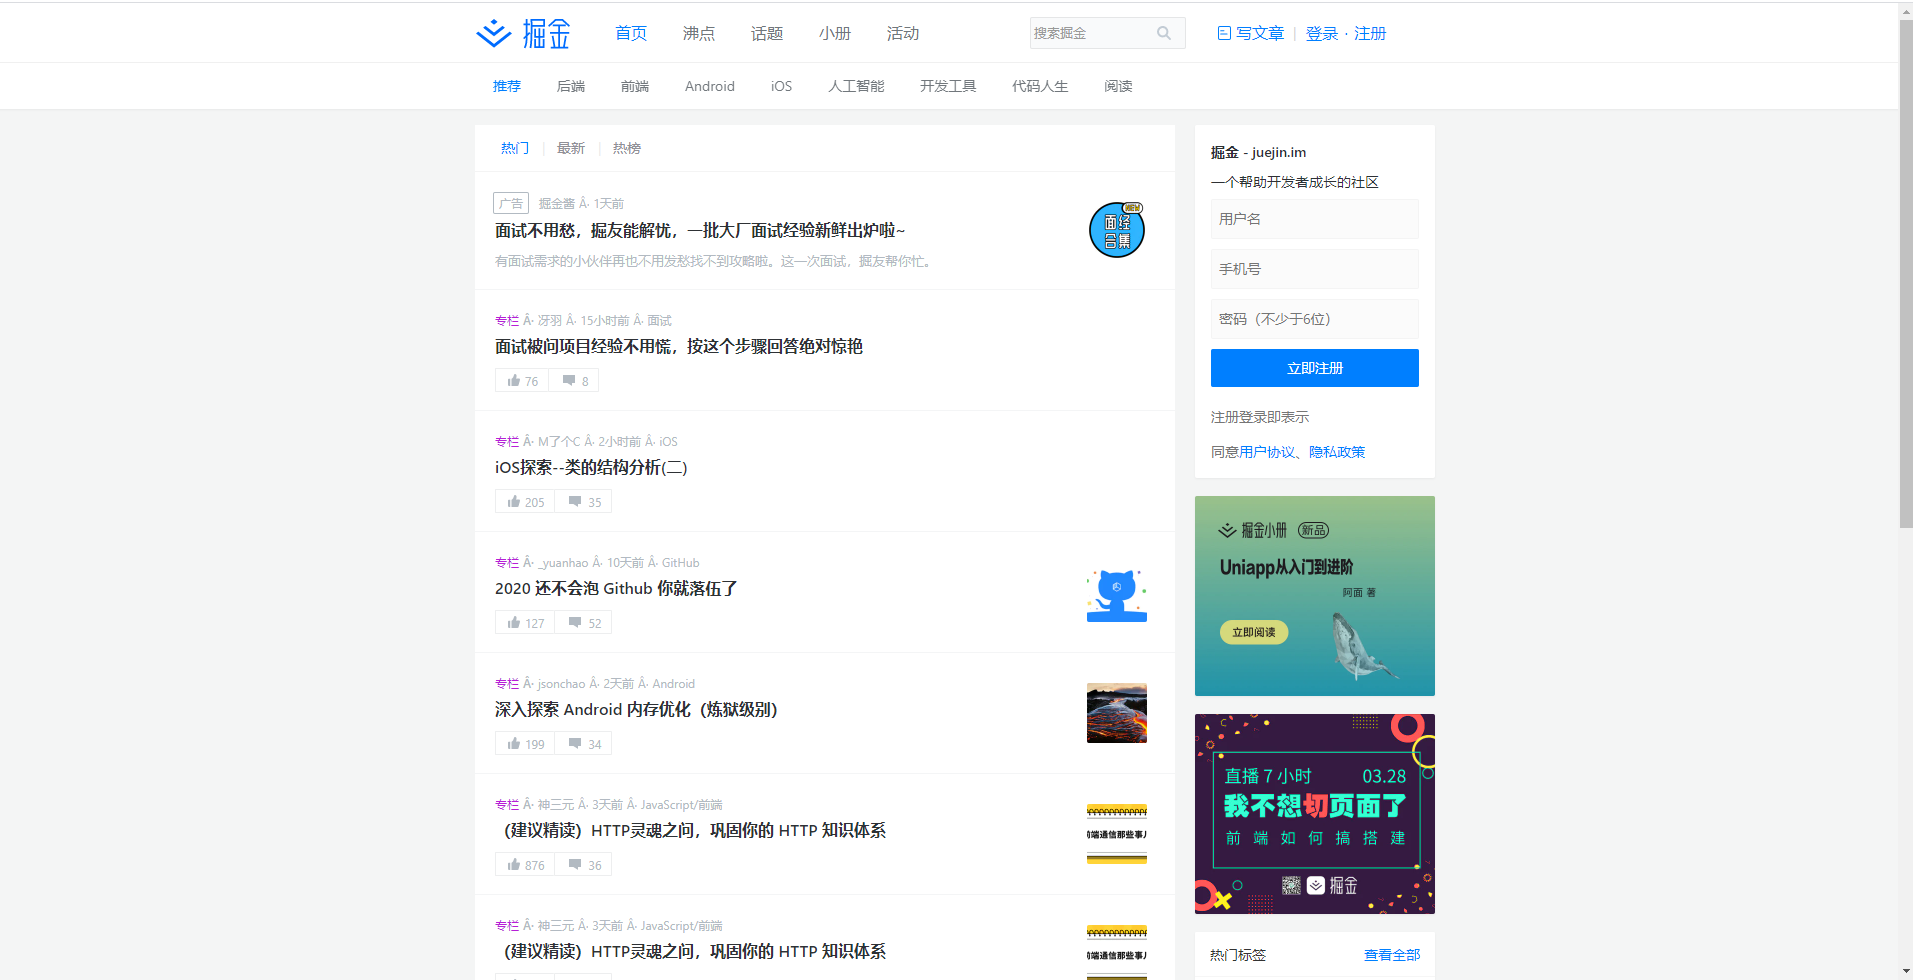 掘金 首页 沸点 话题 小册 活动 搜索掘金 写文章 | 登录 · 注册
推荐 后端 前端 Android iOS 人工智能 开发工具 代码人生 阅读
热门 最新 热榜
广告 掘金酱 Â· 1天前
面试不用愁，掘友能解忧，一批大厂面试经验新鲜出炉啦~
有面试需求的小伙伴再也不用发愁找不到攻略啦。这一次面试，掘友帮你忙。
NEW
面经
合集
专栏 Â· 冴羽 Â· 15小时前 Â· 面试
面试被问项目经验不用慌，按这个步骤回答绝对惊艳
76 8
专栏 Â· M了个C Â· 2小时前 Â· iOS
iOS探索--类的结构分析(二)
205 35
专栏 Â· _yuanhao Â· 10天前 Â· GitHub
2020 还不会泡 Github 你就落伍了
127 52
专栏 Â· jsonchao Â· 2天前 Â· Android
深入探索 Android 内存优化（炼狱级别）
199 34
专栏 Â· 神三元 Â· 3天前 Â· JavaScript/前端
（建议精读）HTTP灵魂之问，巩固你的 HTTP 知识体系
876 36
前端通信那些事儿
专栏 Â· 神三元 Â· 3天前 Â· JavaScript/前端
（建议精读）HTTP灵魂之问，巩固你的 HTTP 知识体系
前端通信那些事儿
掘金 - juejin.im
一个帮助开发者成长的社区
用户名
手机号
密码（不少于6位）
立即注册
注册登录即表示
同意用户协议、隐私政策
掘金小册 新品
Uniapp从入门到进阶
阿面 著
立即阅读
直播 7 小时 03.28
我不想切页面了
前端如何搞搭建
掘金
热门标签 查看全部